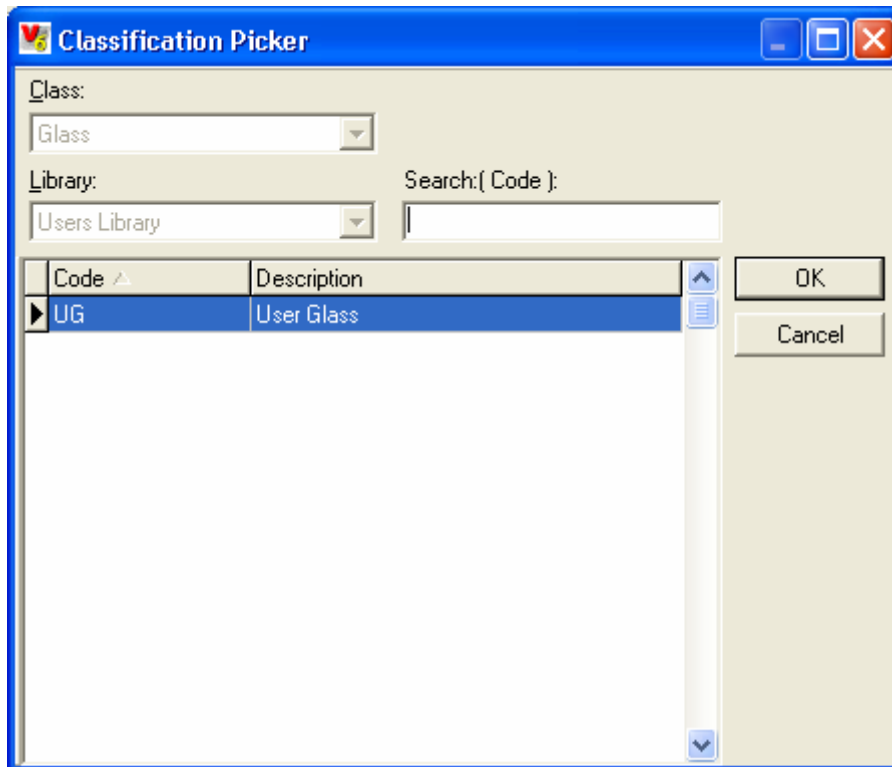 Classification Picker
Class:
Glass
Library: Search:( Code ):
Users Library
Code Description OK
UG User Glass
Cancel